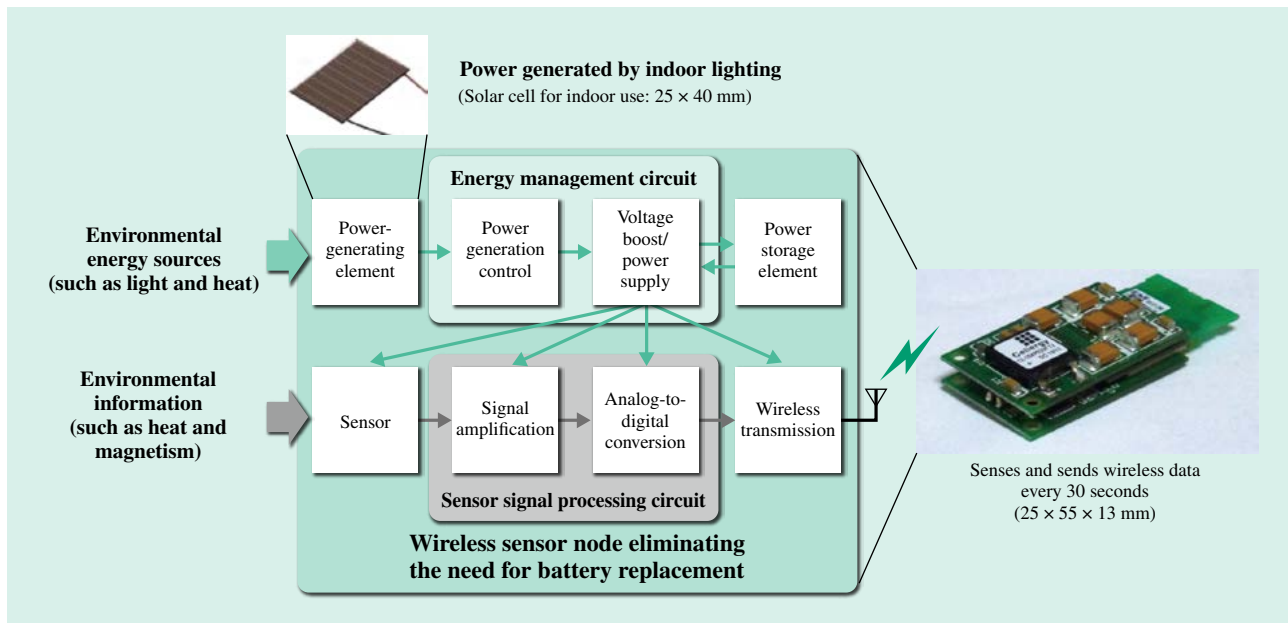 Power generated by indoor lighting
(Solar cell for indoor use: 25 × 40 mm)
Energy management circuit
Environmental
energy sources
(such as light and heat)
Power-
generating
element
Power
generation
control
Voltage
boost/
power
supply
Power
storage
element
Environmental
information
(such as heat and
magnetism)
Sensor
Signal
amplification
Analog-to-
digital
conversion
Wireless
transmission
Sensor signal processing circuit
Wireless sensor node eliminating
the need for battery replacement
Senses and sends wireless data
every 30 seconds
(25 × 55 × 13 mm)